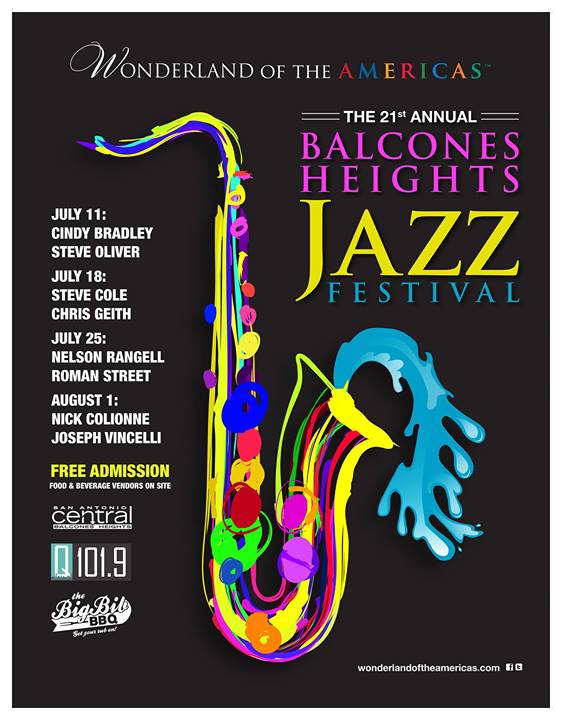 WONDERLAND OF THE AMERICAS™
THE 21st ANNUAL
BALCONES
HEIGHTS
JAZZ
FESTIVAL
JULY 11:
CINDY BRADLEY
STEVE OLIVER
JULY 18:
STEVE COLE
CHRIS GEITH
JULY 25:
NELSON RANGELL
ROMAN STREET
AUGUST 1:
NICK COLIONNE
JOSEPH VINCELLI
FREE ADMISSION
FOOD & BEVERAGE VENDORS ON SITE
SAN ANTONIO
central
BALCONES HEIGHTS
Q101.9
the
Big Bib
BBQ
Get your rub on!
wonderlandoftheamericas.com